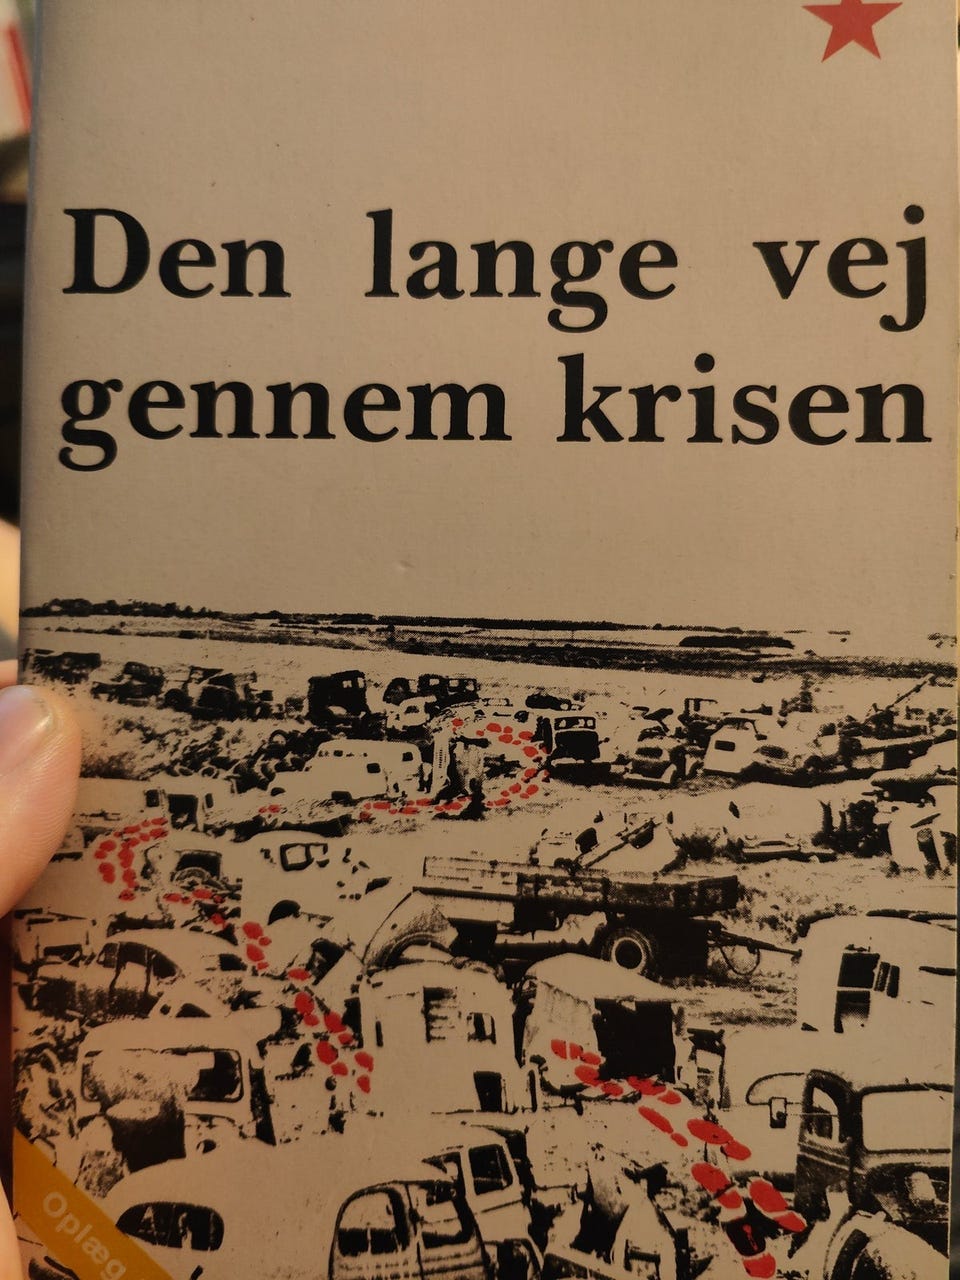 Den lange vej
gennem krisen
Oplæg